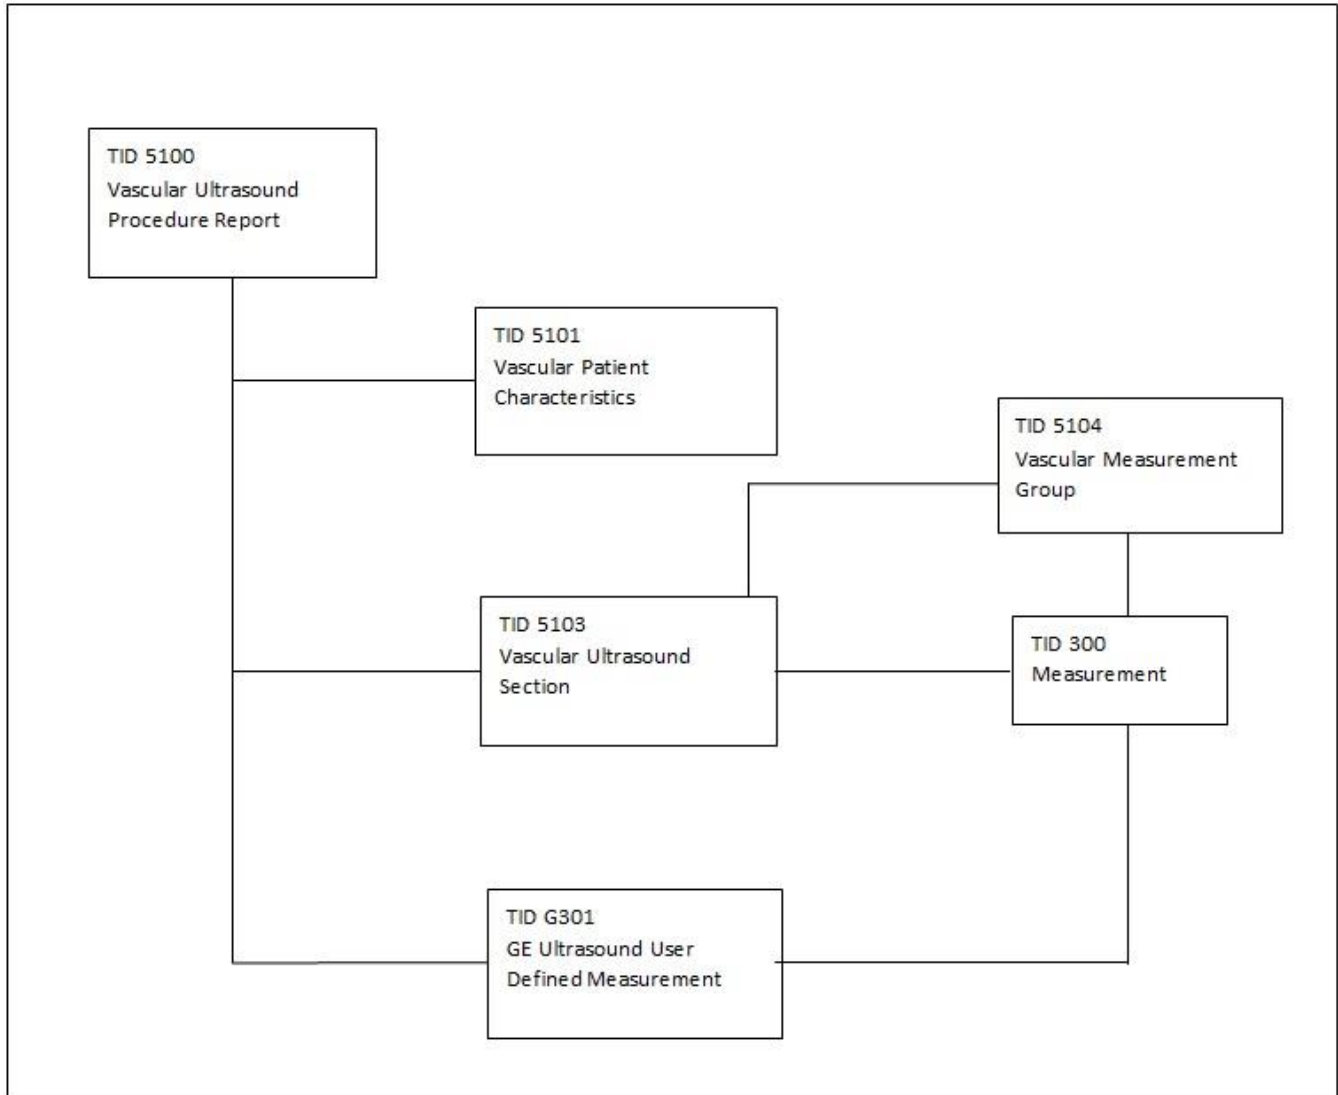 TID 5100
Vascular Ultrasound
Procedure Report
TID 5101
Vascular Patient
Characteristics
TID 5104
Vascular Measurement
Group
TID 5103
Vascular Ultrasound
Section
TID 300
Measurement
TID G301
GE Ultrasound User
Defined Measurement